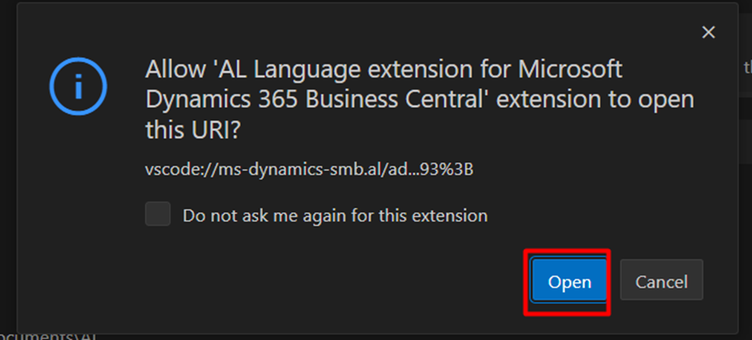 Allow 'AL Language extension for Microsoft
Dynamics 365 Business Central' extension to open
this URI?
vscode://ms-dynamics-smb.al/ad...93%3B
Do not ask me again for this extension
Open Cancel